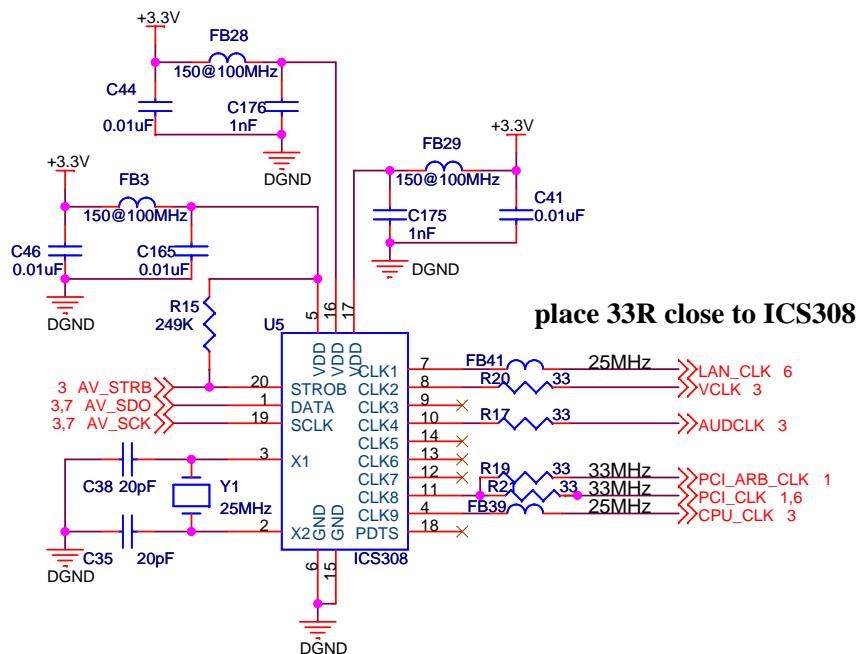 +3.3V
FB28
150@100MHz
C44
0.01uF
C176
1nF
DGND
+3.3V
FB29
150@100MHz
C41
0.01uF
C175
1nF
DGND
+3.3V
FB3
150@100MHz
C46
0.01uF
C165
0.01uF
DGND
R15
249K
place 33R close to ICS308
U5
5
16
17
VDD
VDD
VDD
3 AV_STRB
20
STROB
3,7 AV_SDO
1
DATA
3,7 AV_SCK
19
SCLK
3
X1
2
X2
C38
20pF
Y1
25MHz
C35
20pF
DGND
CLK1
7
FB41
25MHz
LAN_CLK 6
CLK2
8
R20
33
VCLK 3
CLK3
9
CLK4
10
R17
33
AUDCLK 3
CLK5
14
CLK6
13
CLK7
12
R19
33
33MHz
PCI_ARB_CLK 1
CLK8
11
R21
33
33MHz
PCI_CLK 1,6
CLK9
4
FB39
25MHz
CPU_CLK 3
PDTS
18
GND
GND
ICS308
6
15
DGND